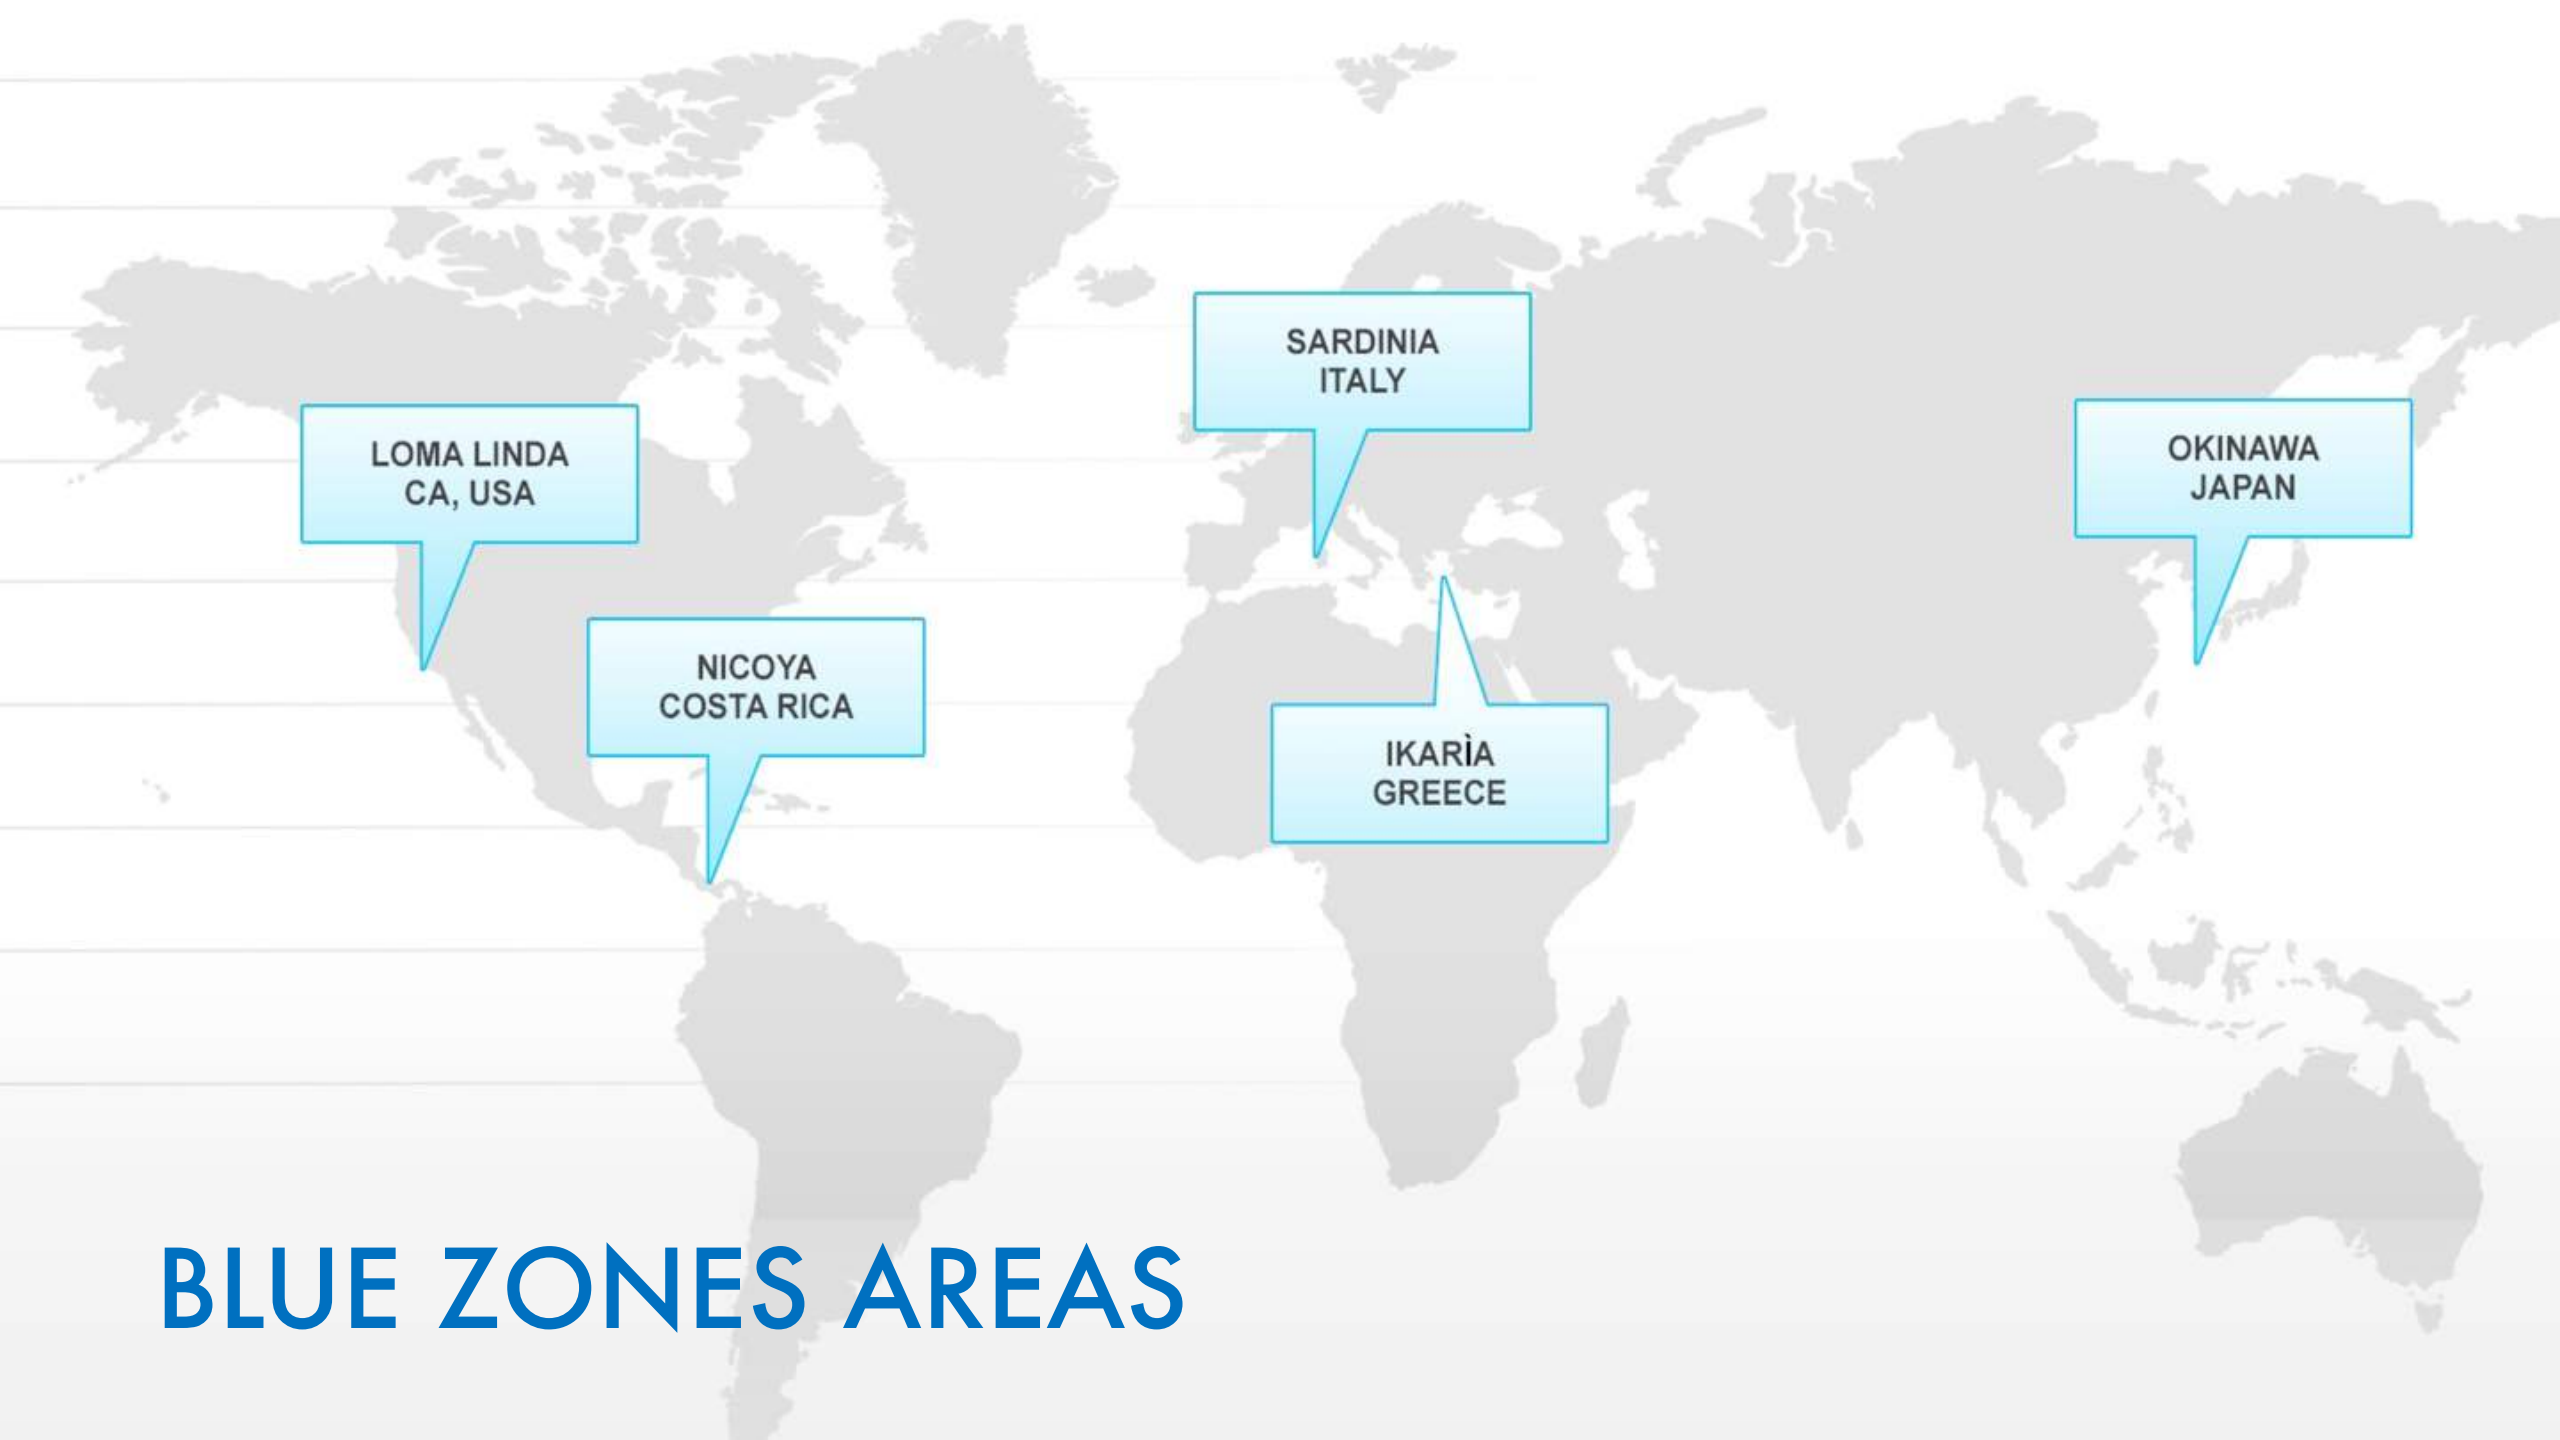 SARDINIA
ITALY
LOMA LINDA
CA, USA
OKINAWA
JAPAN
NICOYA
COSTA RICA
IKARÌA
GREECE
BLUE ZONES AREAS